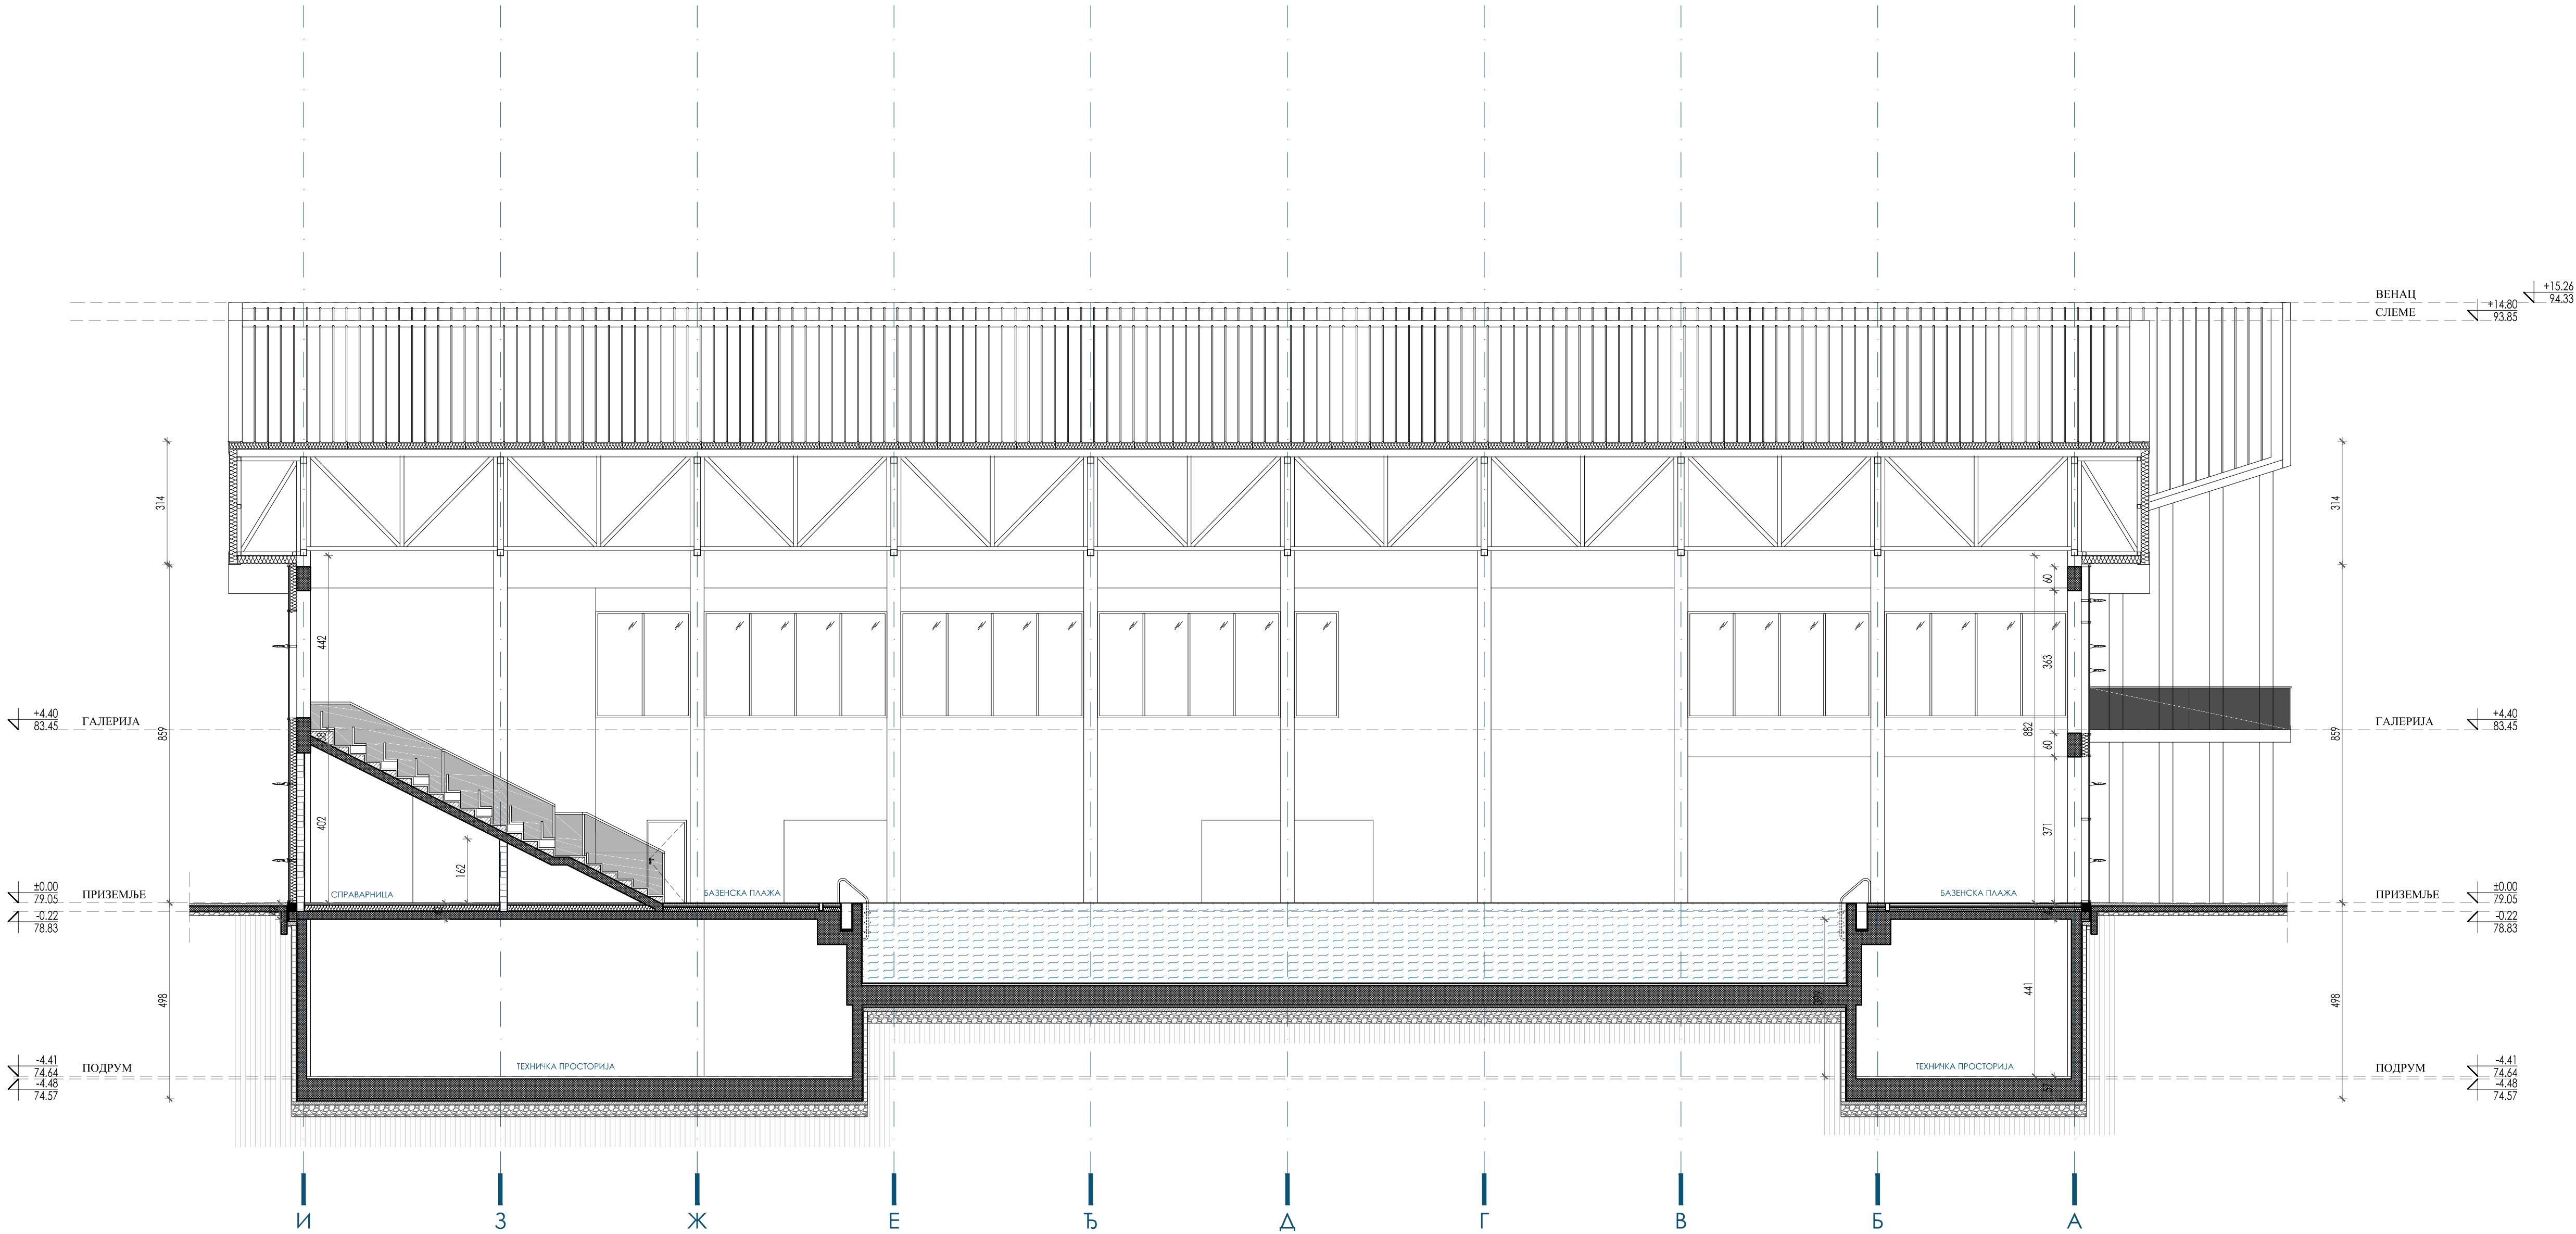 ВЕНАЦ
+15.26
94.33
СЛЕМЕ
+14.80
93.85
314
314
60
442
363
859
882
859
+4.40
83.45
ГАЛЕРИЈА
ГАЛЕРИЈА
+4.40
83.45
60
402
371
162
±0.00
79.05
ПРИЗЕМЉЕ
СПРАВАРНИЦА
БАЗЕНСКА ПЛАЖА
БАЗЕНСКА ПЛАЖА
ПРИЗЕМЉЕ
±0.00
79.05
-0.22
78.83
-0.22
78.83
498
399
441
498
-4.41
74.64
ПОДРУМ
ТЕХНИЧКА ПРОСТОРИЈА
ТЕХНИЧКА ПРОСТОРИЈА
ПОДРУМ
-4.41
74.64
-4.48
74.57
57
-4.48
74.57
И
З
Ж
Е
Ђ
Д
Г
В
Б
А